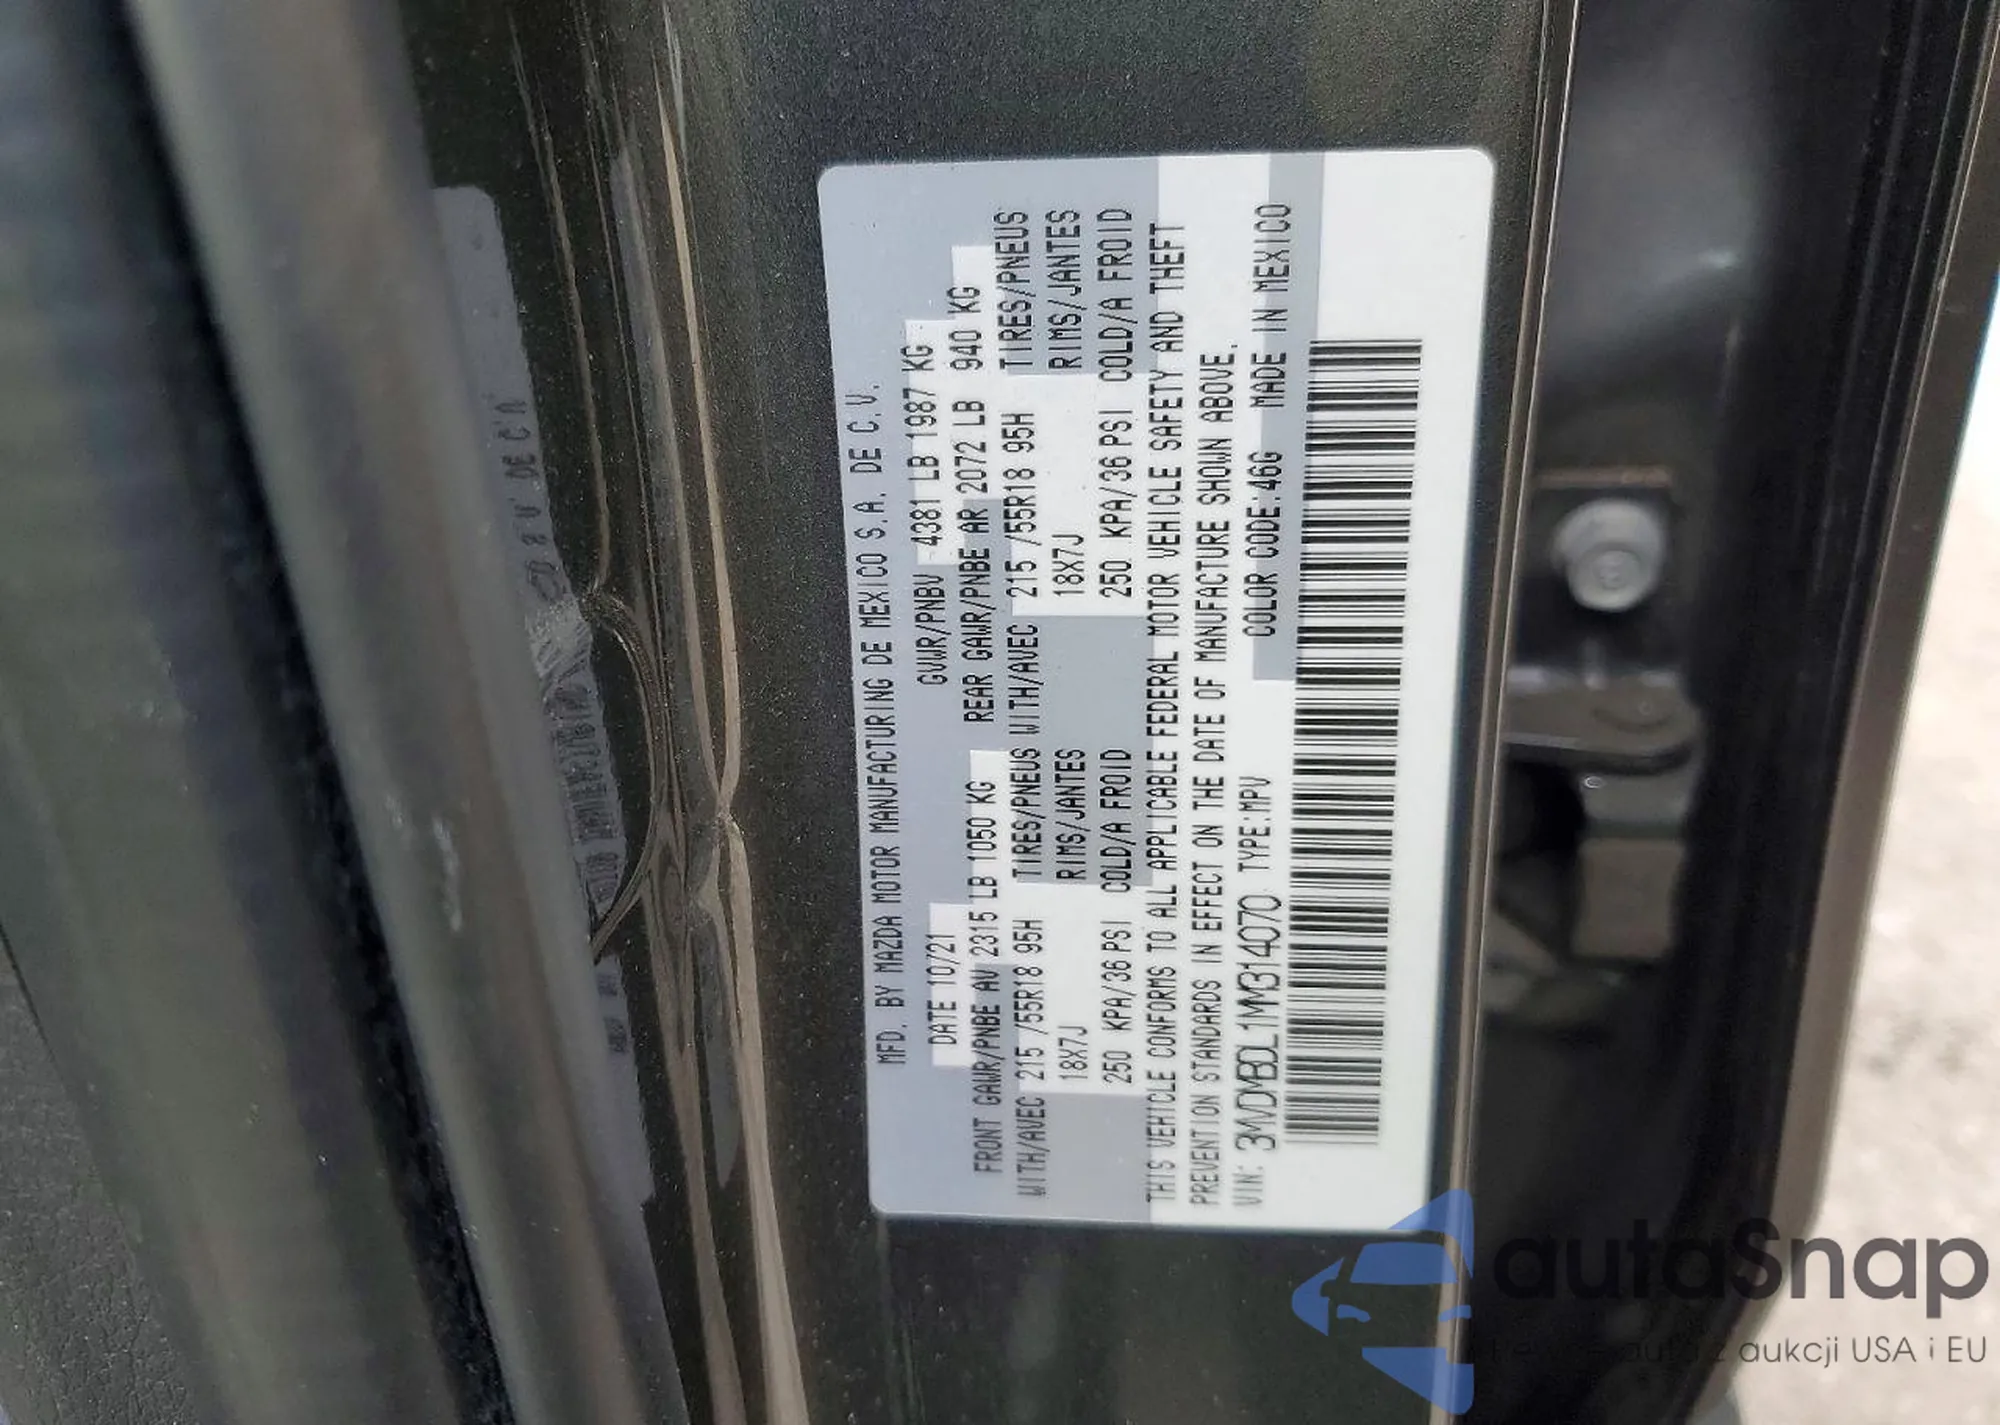 MFD. BY MAZDA MOTOR MANUFACTURING DE MEXICO S.A. DE C.V.
DATE 10/21 GVWR/PNBV 4381 LB 1987 KG
FRONT GAWR/PNBE AV 2315 LB 1050 KG REAR GAWR/PNBE AR 2072 LB 940 KG
WITH/AVEC 215 /55R18 95H TIRES/PNEUS WITH/AVEC 215 /55R18 95H TIRES/PNEUS
18X7J RIMS/JANTES 18X7J RIMS/JANTES
250 KPA/36 PSI COLD/A FROID 250 KPA/36 PSI COLD/A FROID
THIS VEHICLE CONFORMS TO ALL APPLICABLE FEDERAL MOTOR VEHICLE SAFETY AND THEFT
PREVENTION STANDARDS IN EFFECT ON THE DATE OF MANUFACTURE SHOWN ABOVE.
VIN: 3MVDMBDL1MM314070 TYPE:MPV COLOR CODE:46G MADE IN MEXICO
autaSnap
auta z aukcji USA i EU